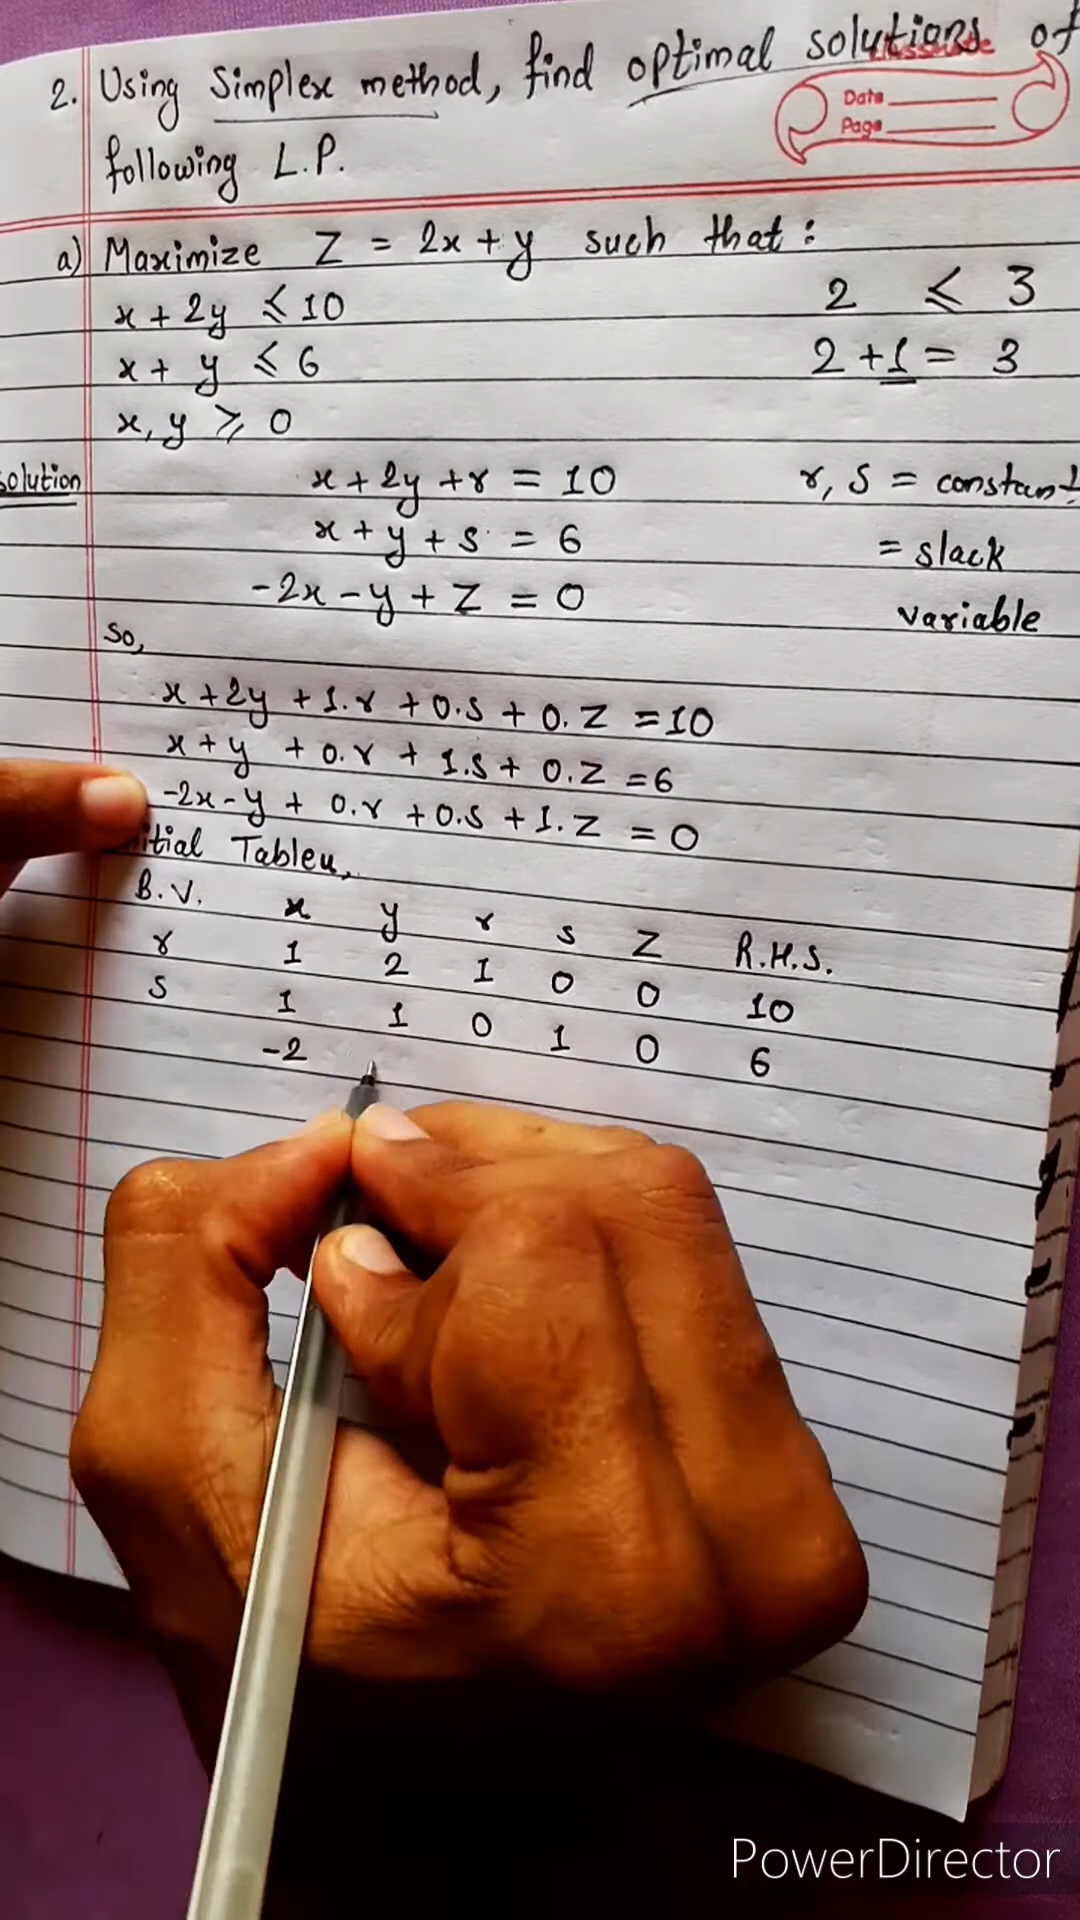 2. Using Simplex method, find optimal solutions of
Date
Page
following L.P.
a) Maximize Z = 2x + y such that :
x + 2y ⩽ 10
x + y ⩽ 6
x, y ⩾ 0
2 ⩽ 3
2 + 1 = 3
solution
x + 2y + r = 10
x + y + s = 6
-2x - y + Z = 0
r, s = constant
= slack
variable
So,
x + 2y + 1.r + 0.s + 0.Z = 10
x + y + 0.r + 1.s + 0.Z = 6
-2x - y + 0.r + 0.s + 1.Z = 0
itial Tableu,
B.V. x y r s Z R.H.S.
r 1 2 1 0 0 10
s 1 1 0 1 0 6
-2
PowerDirector